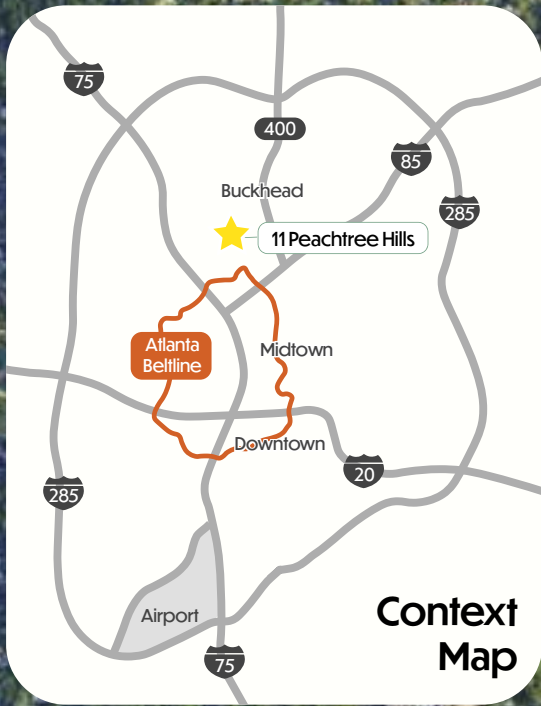 75
400
85
Buckhead
285
11 Peachtree Hills
Atlanta
Beltline
Midtown
Downtown
20
285
Airport
Context
Map
75